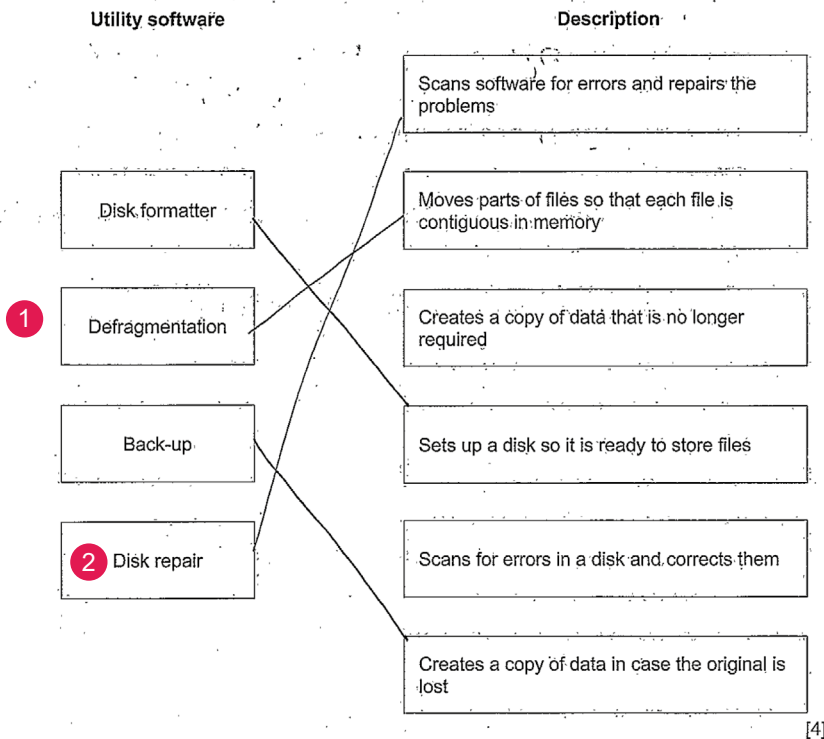 Utility software
Description
Scans software for errors and repairs the
problems
Disk formatter
Moves parts of files so that each file is
contiguous in memory
1
Defragmentation
Creates a copy of data that is no longer
required
Back-up
Sets up a disk so it is ready to store files
2
Disk repair
Scans for errors in a disk and corrects them
Creates a copy of data in case the original is
lost
[4]